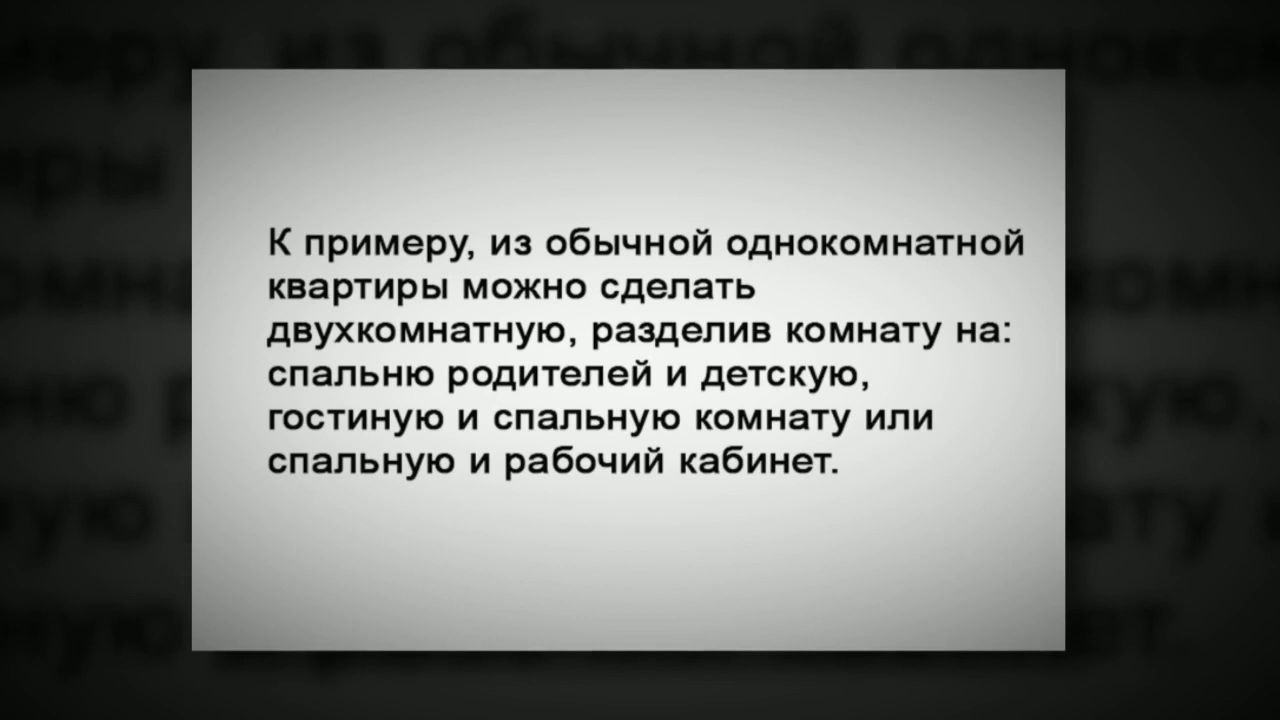 К примеру, из обычной однокомнатной
квартиры можно сделать
двухкомнатную, разделив комнату на:
спальню родителей и детскую,
гостиную и спальную комнату или
спальную и рабочий кабинет.